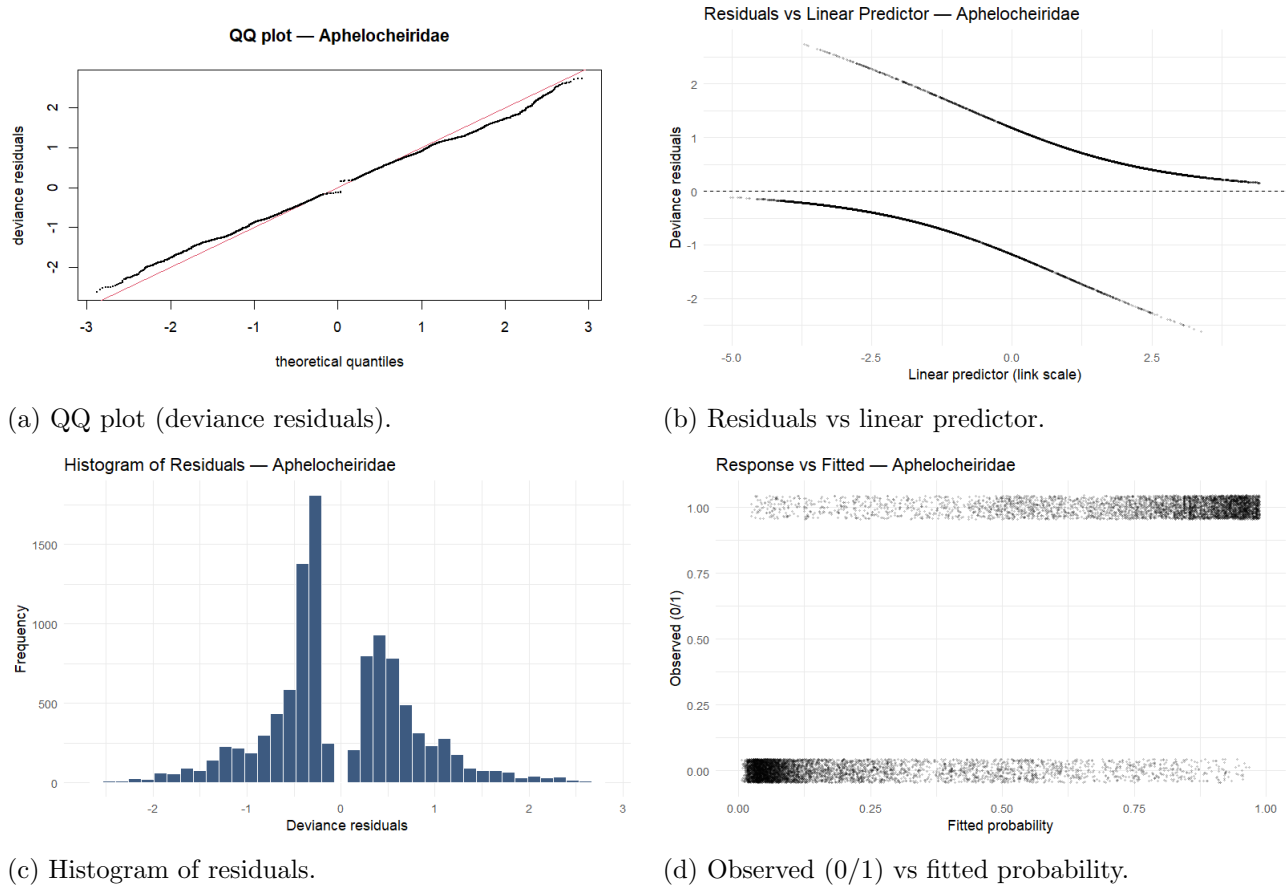 QQ plot — Aphelocheiridae
deviance residuals
2
1
0
-1
-2
-3
-2
-1
0
1
2
3
theoretical quantiles
(a) QQ plot (deviance residuals).
Residuals vs Linear Predictor — Aphelocheiridae
Deviance residuals
2
1
0
-1
-2
-5.0
-2.5
0.0
2.5
Linear predictor (link scale)
(b) Residuals vs linear predictor.
Histogram of Residuals — Aphelocheiridae
Frequency
1500
1000
500
0
-2
-1
0
1
2
3
Deviance residuals
(c) Histogram of residuals.
Response vs Fitted — Aphelocheiridae
Observed (0/1)
1.00
0.75
0.50
0.25
0.00
0.00
0.25
0.50
0.75
1.00
Fitted probability
(d) Observed (0/1) vs fitted probability.